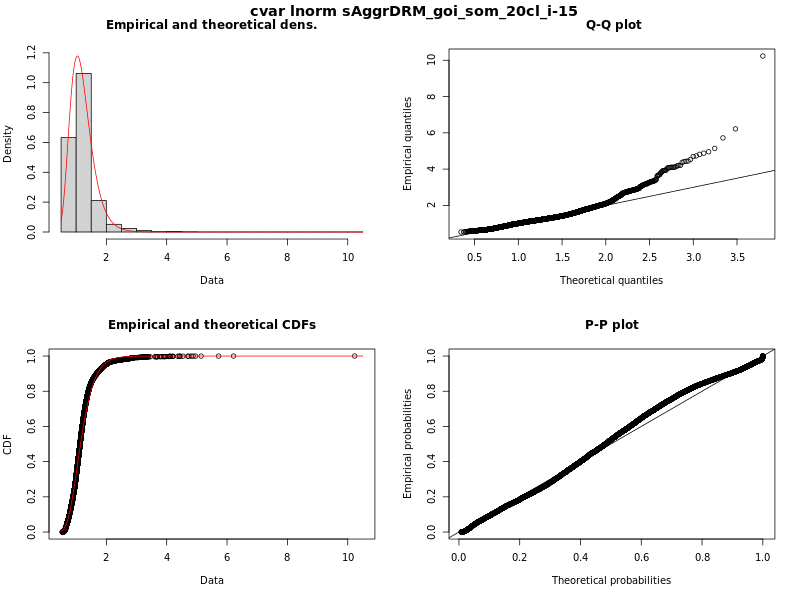 cvar lnorm sAggrDRM_goi_som_20cl_i-15
Empirical and theoretical dens.
Density
0.0 0.2 0.4 0.6 0.8 1.0 1.2
2 4 6 8 10
Data
Q-Q plot
Empirical quantiles
2 4 6 8 10
0.5 1.0 1.5 2.0 2.5 3.0 3.5
Theoretical quantiles
Empirical and theoretical CDFs
CDF
0.0 0.2 0.4 0.6 0.8 1.0
2 4 6 8 10
Data
P-P plot
Empirical probabilities
0.0 0.2 0.4 0.6 0.8 1.0
0.0 0.2 0.4 0.6 0.8 1.0
Theoretical probabilities